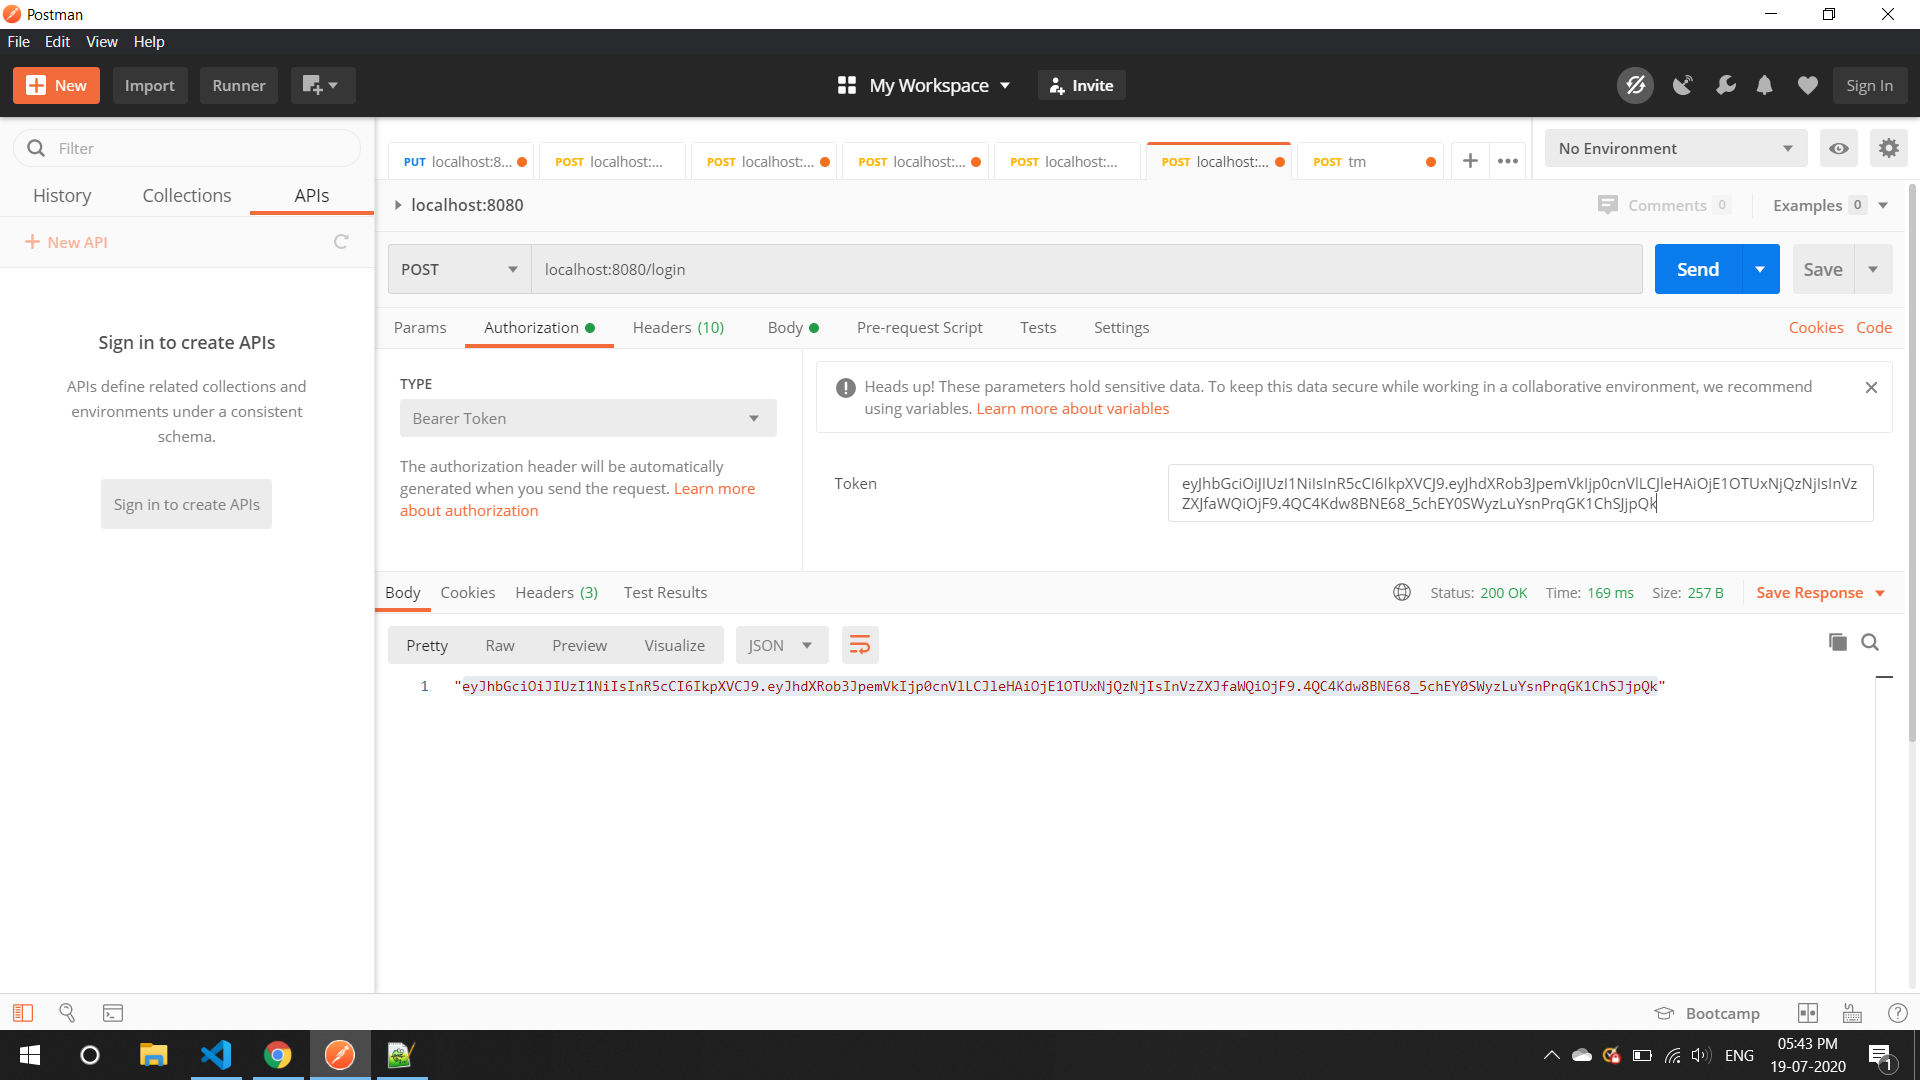 Postman
File Edit View Help
New Import Runner My Workspace Invite Sign In
Filter
History Collections APIs
New API
Sign in to create APIs
APIs define related collections and
environments under a consistent
schema.
Sign in to create APIs
PUT localhost:8... POST localhost:... POST localhost:... POST localhost:... POST localhost:... POST localhost:... POST tm
No Environment
localhost:8080
Comments 0 Examples 0
POST localhost:8080/login Send Save
Params Authorization Headers (10) Body Pre-request Script Tests Settings Cookies Code
TYPE
Bearer Token
The authorization header will be automatically
generated when you send the request. Learn more
about authorization
Heads up! These parameters hold sensitive data. To keep this data secure while working in a collaborative environment, we recommend
using variables. Learn more about variables
Token
eyJhbGciOiJIUzI1NiIsInR5cCI6IkpXVCJ9.eyJhdXRob3JpemVkIjp0cnVlLCJleHAiOjE1OTUxNjQzNjIsInVz
ZXJfaWQiOjF9.4QC4Kdw8BNE68_5chEY0SWyzLuYsnPrqGK1ChSJjpQk
Body Cookies Headers (3) Test Results Status: 200 OK Time: 169 ms Size: 257 B Save Response
Pretty Raw Preview Visualize JSON
1 "eyJhbGciOiJIUzI1NiIsInR5cCI6IkpXVCJ9.eyJhdXRob3JpemVkIjp0cnVlLCJleHAiOjE1OTUxNjQzNjIsInVzZXJfaWQiOjF9.4QC4Kdw8BNE68_5chEY0SWyzLuYsnPrqGK1ChSJjpQk"
Bootcamp
ENG
05:43 PM
19-07-2020
1